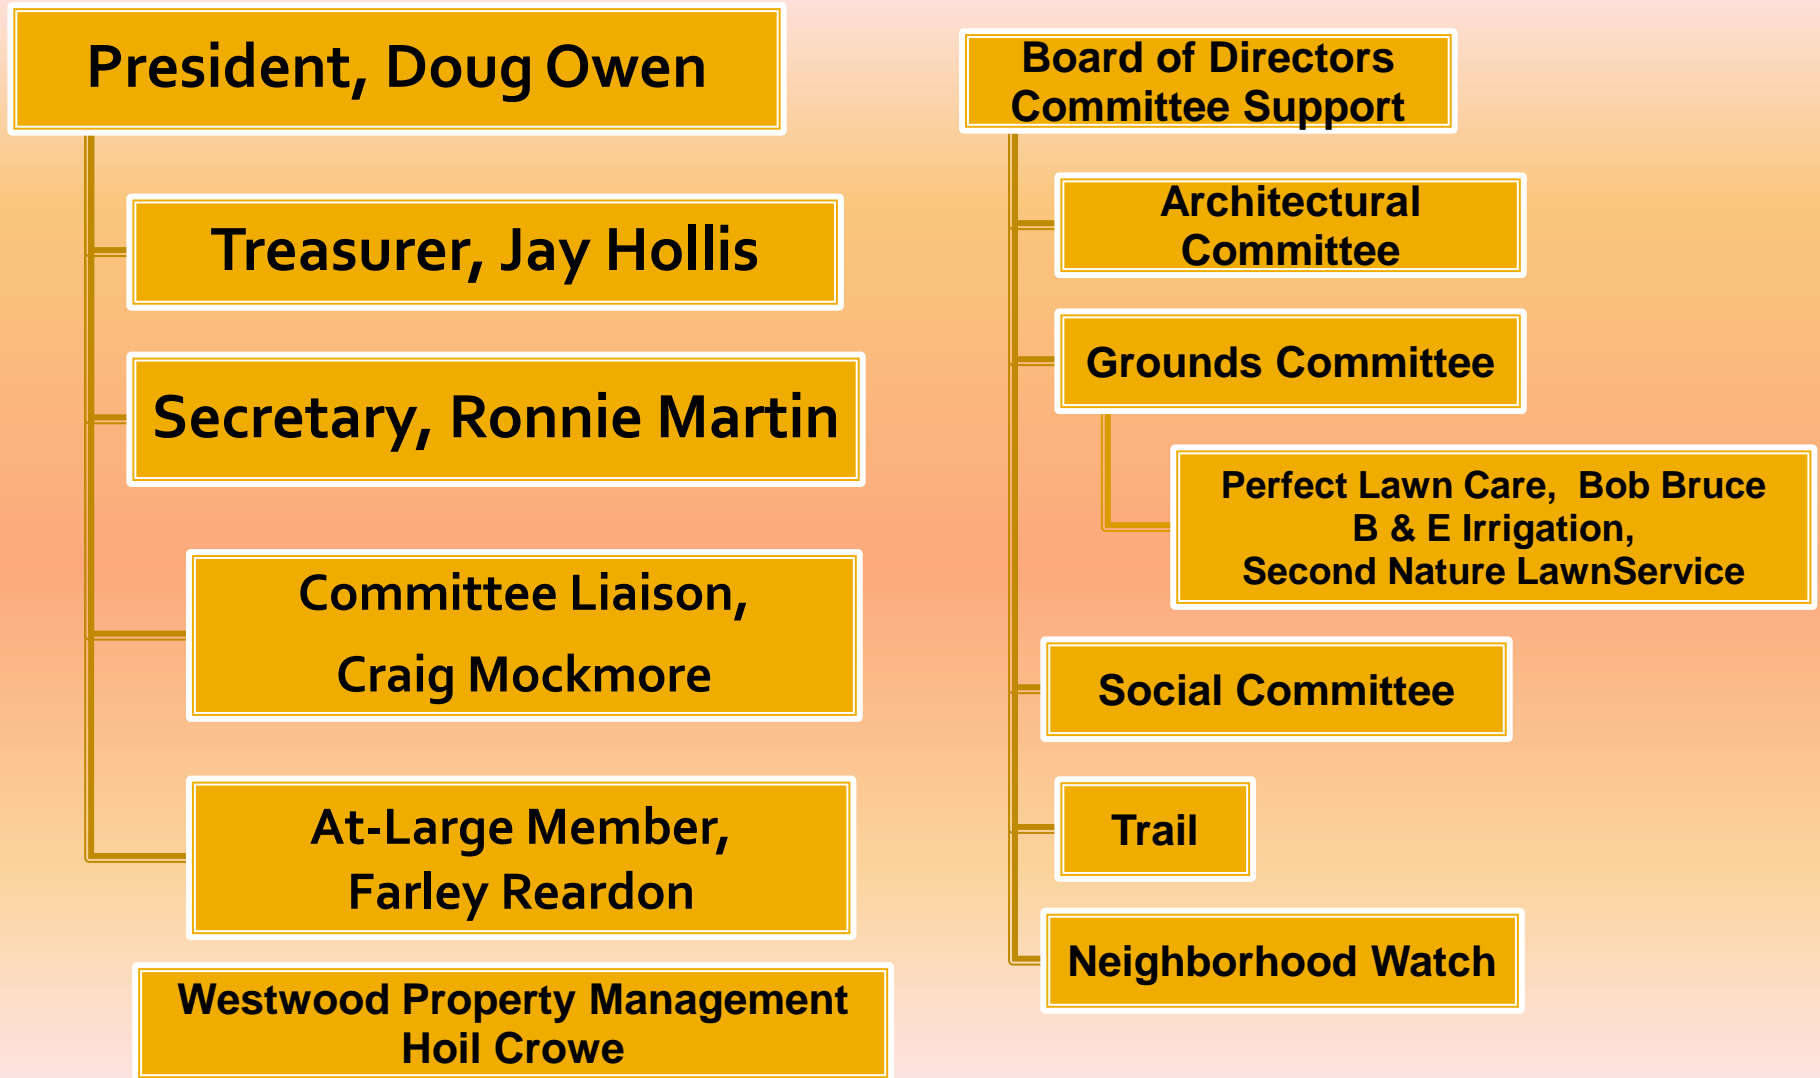 President, Doug Owen
Treasurer, Jay Hollis
Secretary, Ronnie Martin
Committee Liaison,
Craig Mockmore
At-Large Member,
Farley Reardon
Westwood Property Management
Hoil Crowe
Board of Directors
Committee Support
Architectural
Committee
Grounds Committee
Perfect Lawn Care,  Bob Bruce
B & E Irrigation,
Second Nature LawnService
Social Committee
Trail
Neighborhood Watch